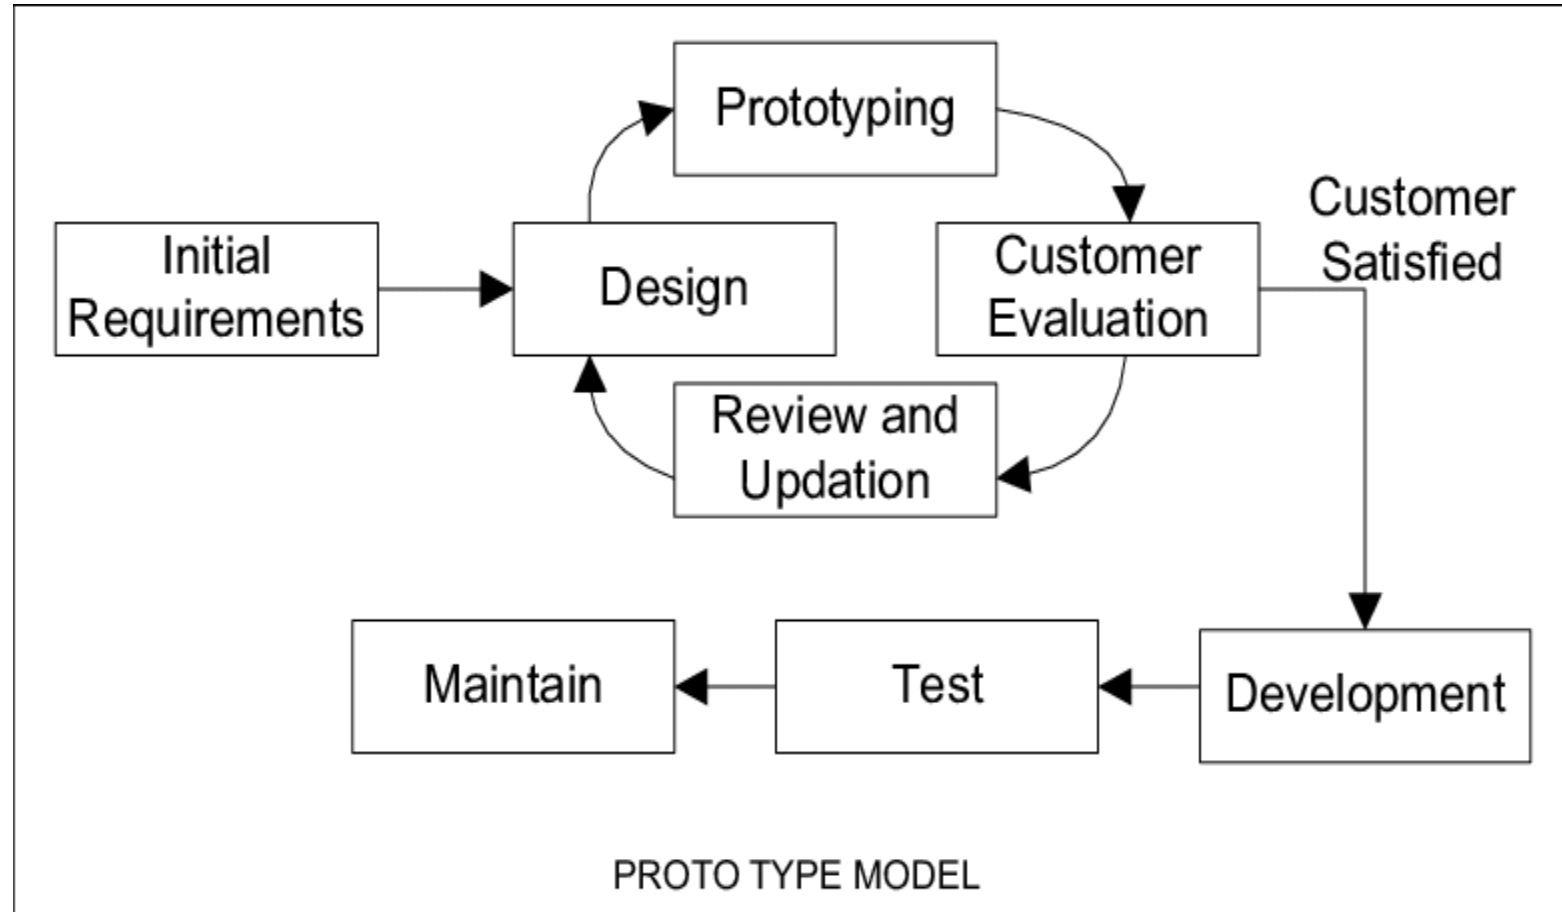 Prototyping
Customer
Satisfied
Initial
Requirements
Design
Customer
Evaluation
Review and
Updation
Maintain
Test
Development
PROTO TYPE MODEL